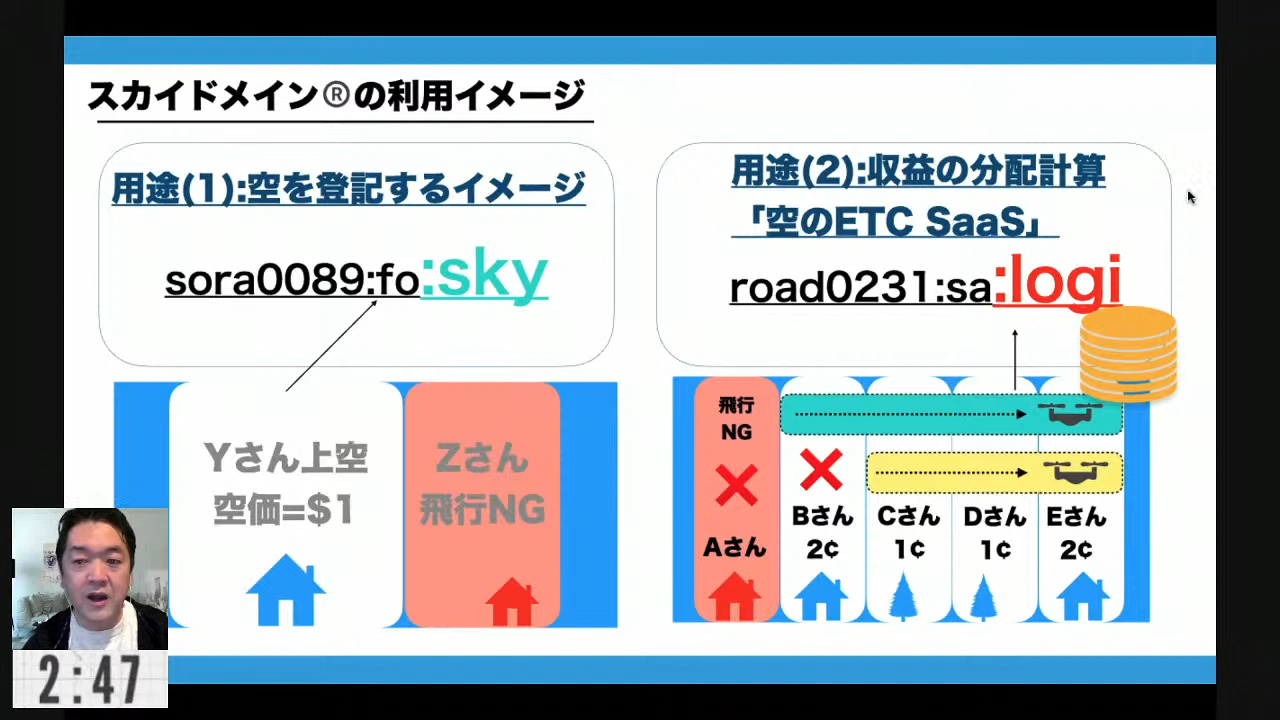 スカイドメイン®の利用イメージ
用途(1):空を登記するイメージ
sora0089:fo:sky
Yさん上空
空価=$1
Zさん
飛行NG
用途(2):収益の分配計算
「空のETC SaaS」
road0231:sa:logi
飛行
NG
Aさん
Bさん
2¢
Cさん
1¢
Dさん
1¢
Eさん
2¢
2:47